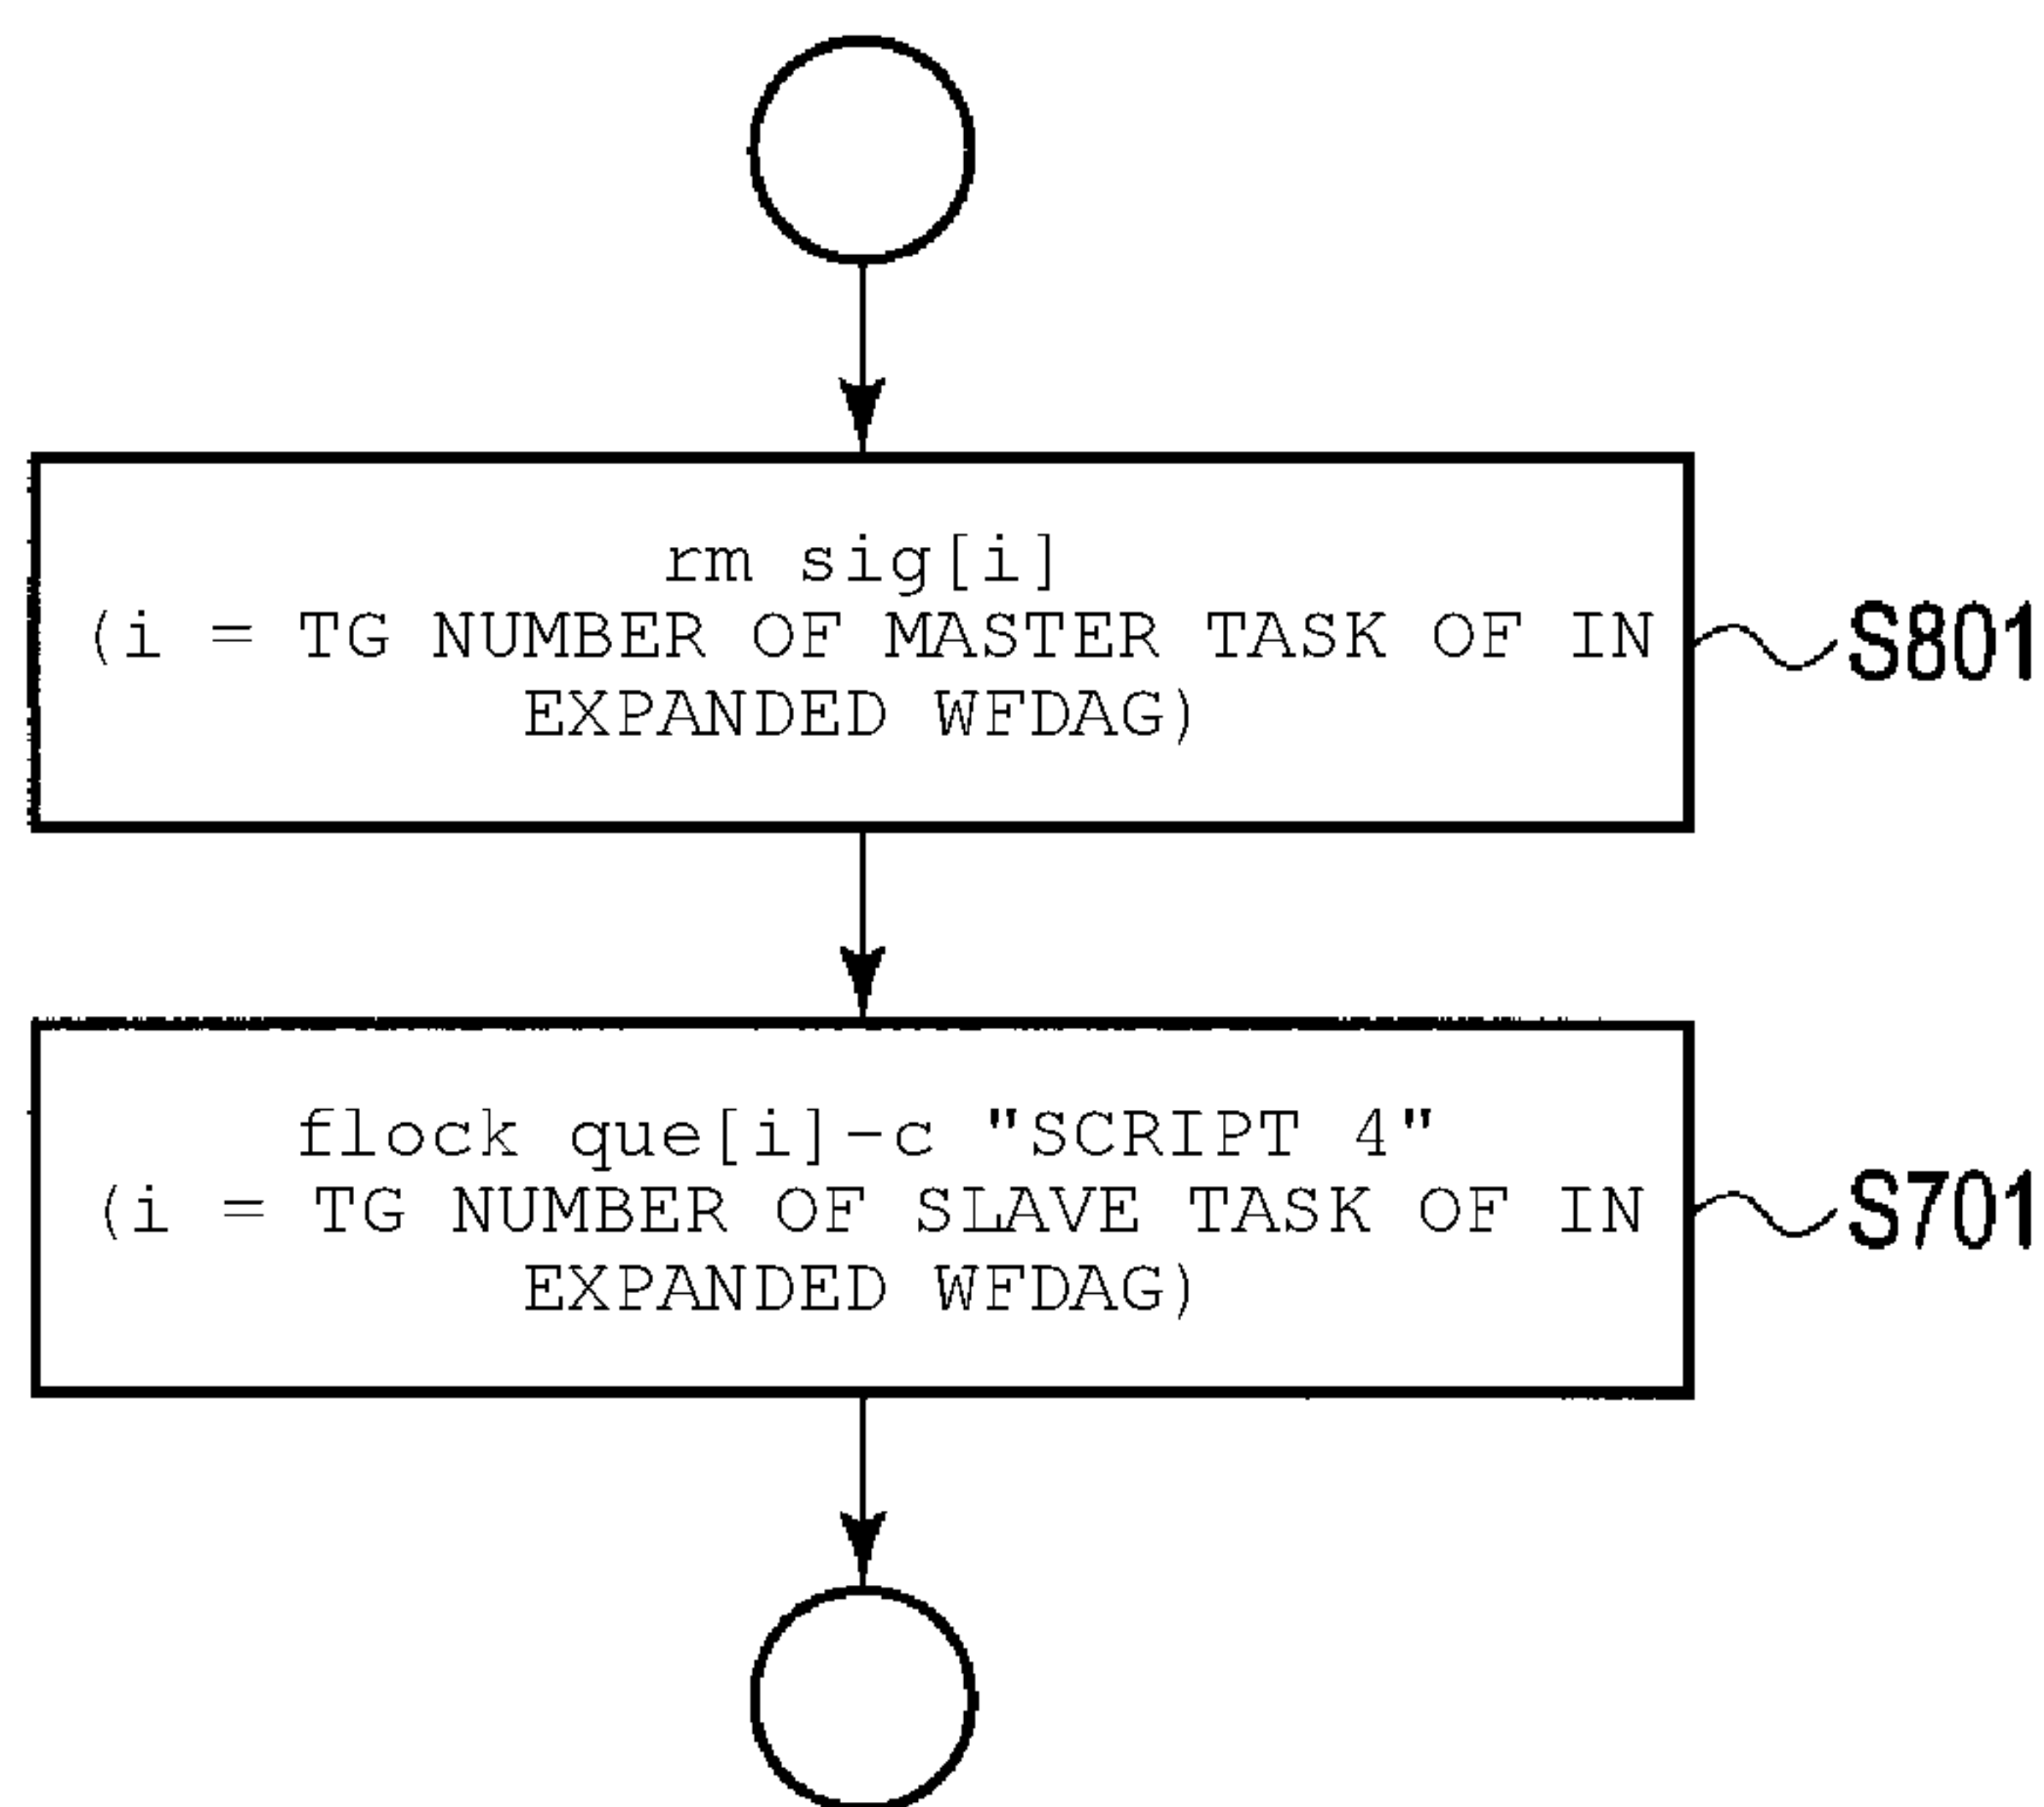 rm sig[i]
(i = TG NUMBER OF MASTER TASK OF IN
EXPANDED WFDAG)
S801
flock que[i]-c "SCRIPT 4"
(i = TG NUMBER OF SLAVE TASK OF IN
EXPANDED WFDAG)
S701